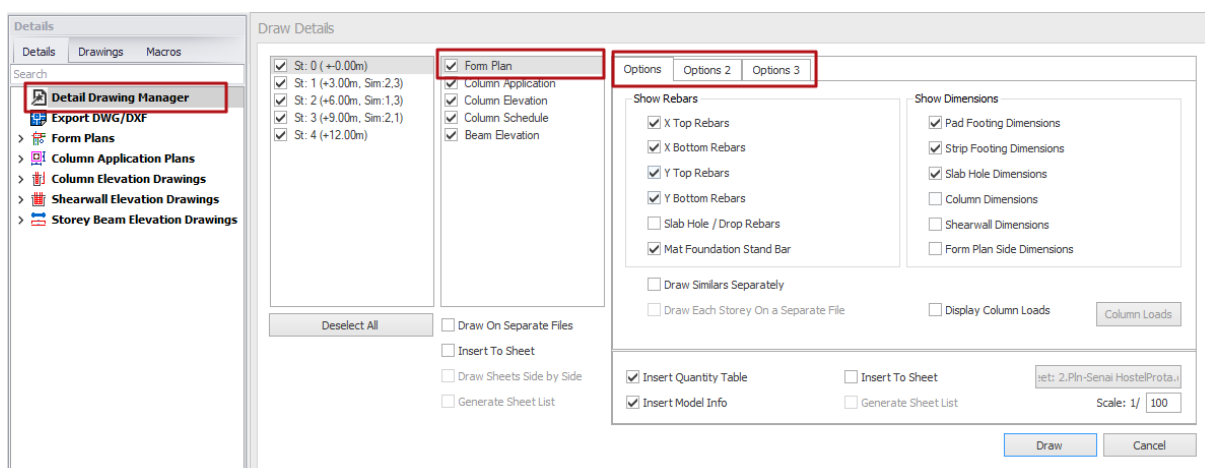 Details
Details Drawings Macros
Search
Detail Drawing Manager
Export DWG/DXF
Form Plans
Column Application Plans
Column Elevation Drawings
Shearwall Elevation Drawings
Storey Beam Elevation Drawings
Draw Details
St: 0 ( +-0.00m)
St: 1 (+3.00m, Sim:2,3)
St: 2 (+6.00m, Sim:1,3)
St: 3 (+9.00m, Sim:2,1)
St: 4 (+12.00m)
Deselect All
Form Plan
Column Application
Column Elevation
Column Schedule
Beam Elevation
Draw On Separate Files
Insert To Sheet
Draw Sheets Side by Side
Generate Sheet List
Options Options 2 Options 3
Show Rebars
X Top Rebars
X Bottom Rebars
Y Top Rebars
Y Bottom Rebars
Slab Hole / Drop Rebars
Mat Foundation Stand Bar
Show Dimensions
Pad Footing Dimensions
Strip Footing Dimensions
Slab Hole Dimensions
Column Dimensions
Shearwall Dimensions
Form Plan Side Dimensions
Draw Similars Separately
Draw Each Storey On a Separate File
Display Column Loads Column Loads
Insert Quantity Table Insert To Sheet eet: 2.Pln-Senai HostelProta.
Insert Model Info Generate Sheet List Scale: 1/ 100
Draw Cancel